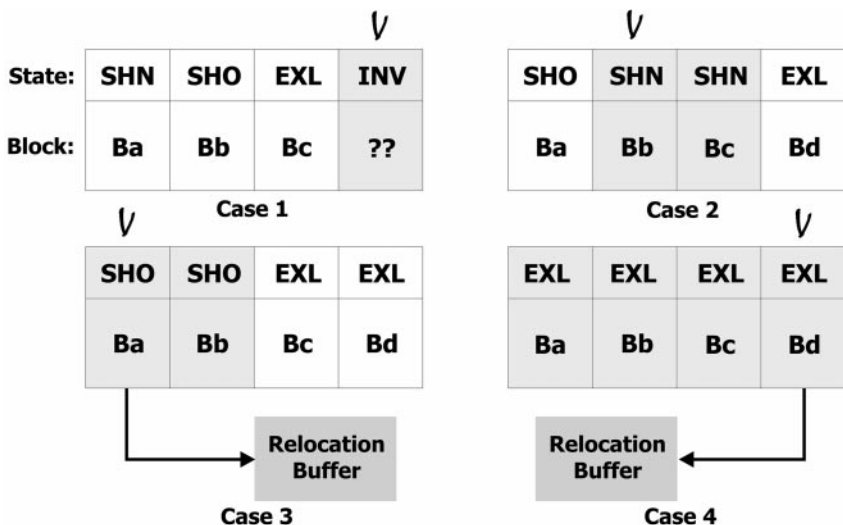 V V
State: SHN SHO EXL INV SHO SHN SHN EXL
Block: Ba Bb Bc ?? Ba Bb Bc Bd
Case 1 Case 2
V V
SHO SHO EXL EXL EXL EXL EXL EXL
Ba Bb Bc Bd Ba Bb Bc Bd
Relocation Relocation
Buffer Buffer
Case 3 Case 4